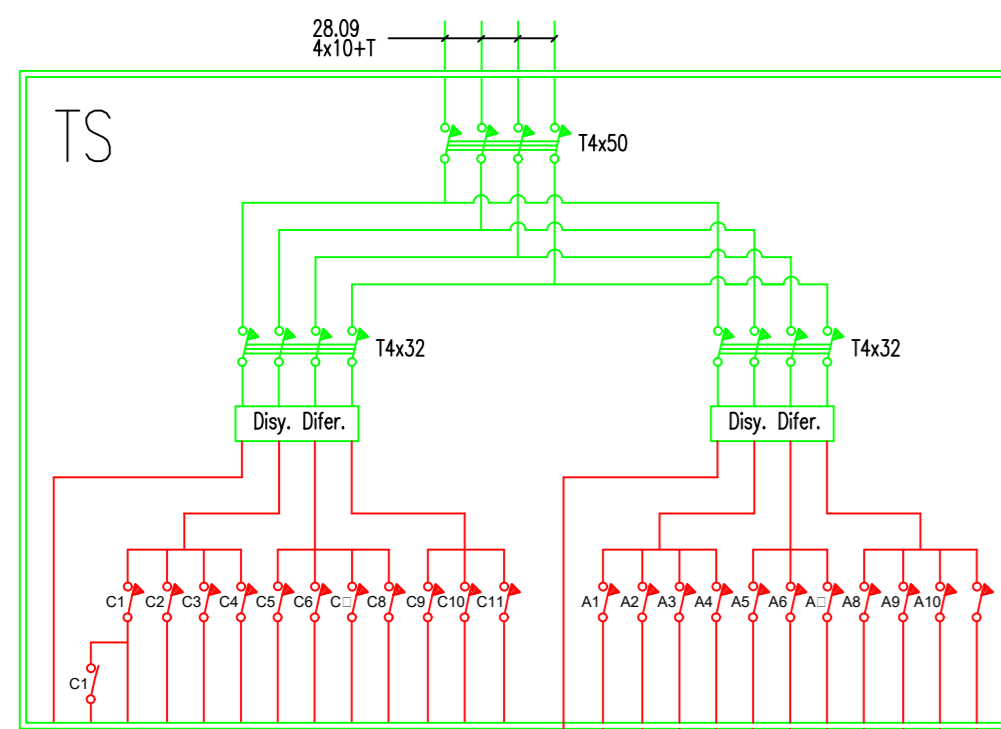 28.09
4x10+T
TS
T4x50
T4x32
T4x32
Disy. Difer.
Disy. Difer.
C1 C2 C3 C4 C5 C6 C□ C8 C9 C10 C11
A1 A2 A3 A4 A5 A6 A□ A8 A9 A10
C1